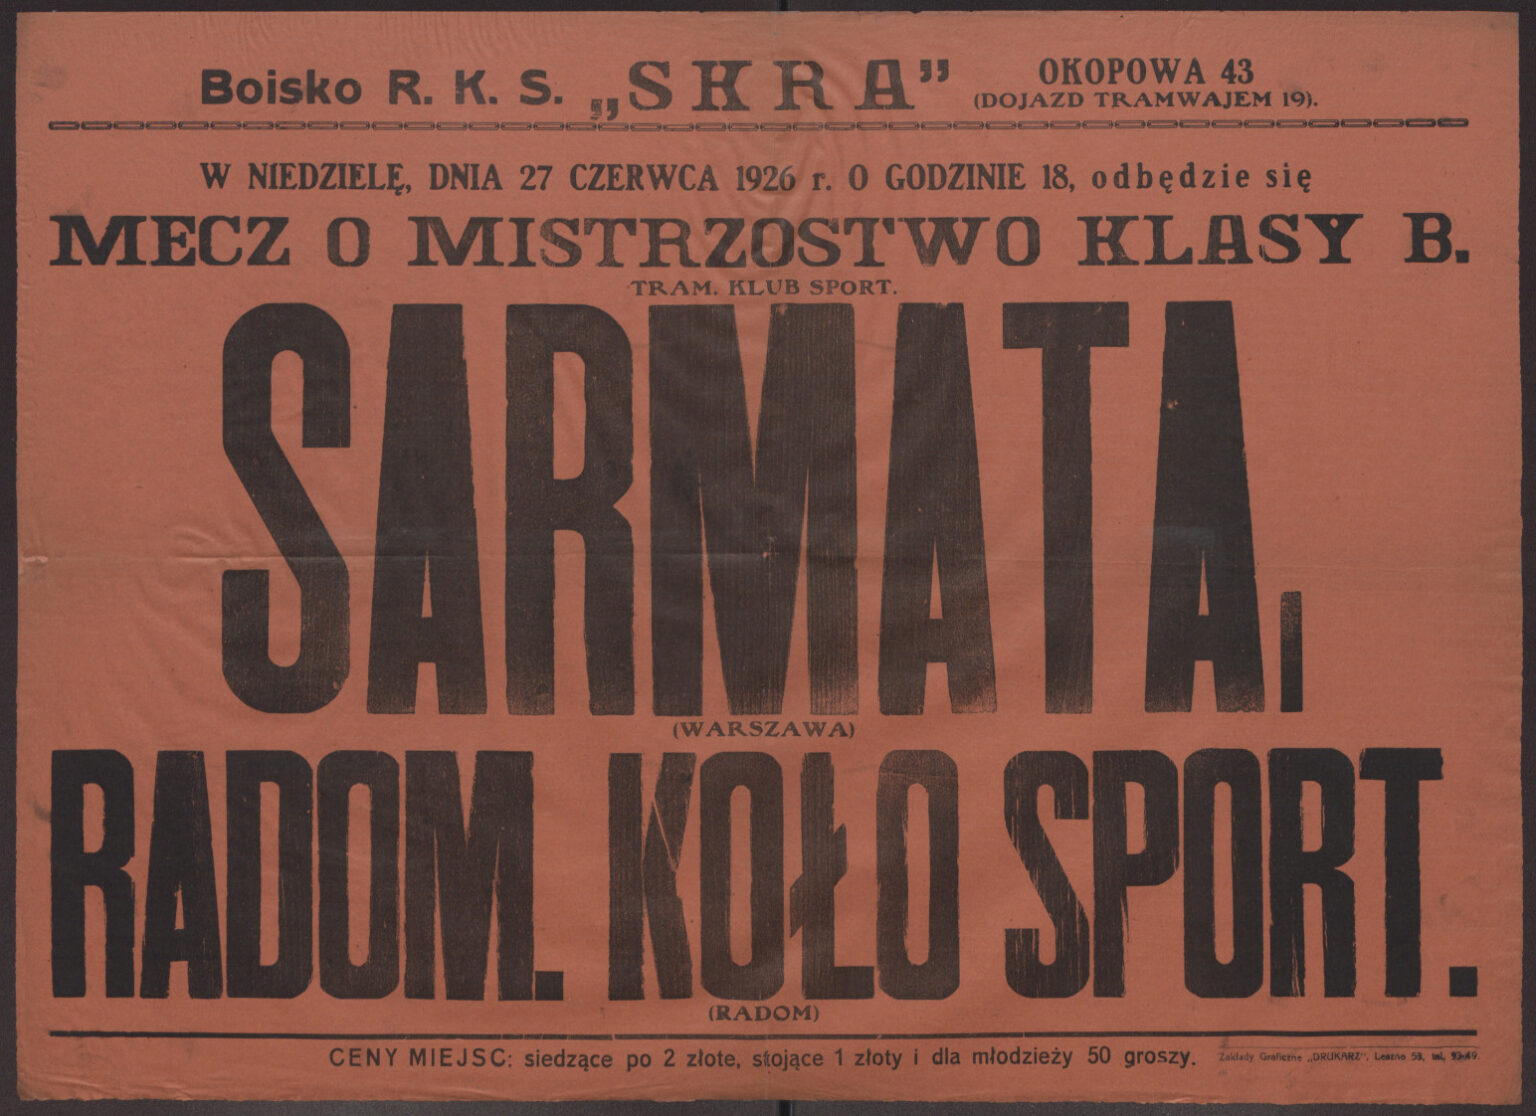 Boisko R. K. S. „SKRA” OKOPOWA 43
(DOJAZD TRAMWAJEM 19).
W NIEDZIELĘ, DNIA 27 CZERWCA 1926 r. O GODZINIE 18, odbędzie się
MECZ O MISTRZOSTWO KLASY B.
TRAM. KLUB SPORT.
SARMATA,
(WARSZAWA)
RADOM. KOŁO SPORT.
(RADOM)
CENY MIEJSC: siedzące po 2 złote, stojące 1 złoty i dla młodzieży 50 groszy.
Zakłady Graficzne „DRUKARZ”, Leszno 53, tel.